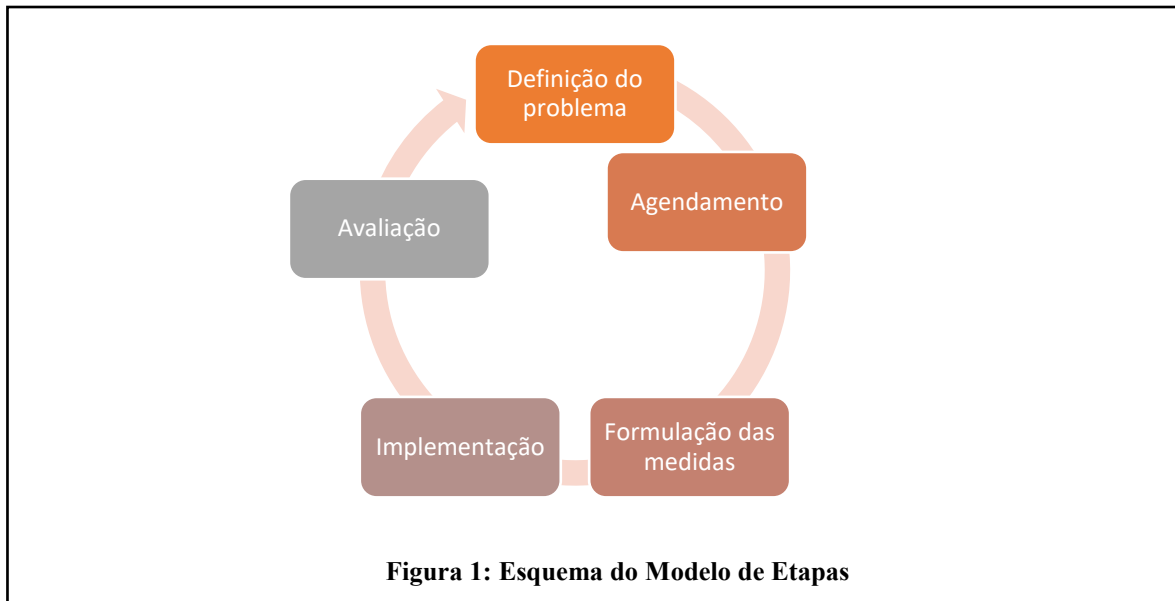 Definição do
problema
Agendamento
Formulação das
medidas
Implementação
Avaliação
Figura 1: Esquema do Modelo de Etapas